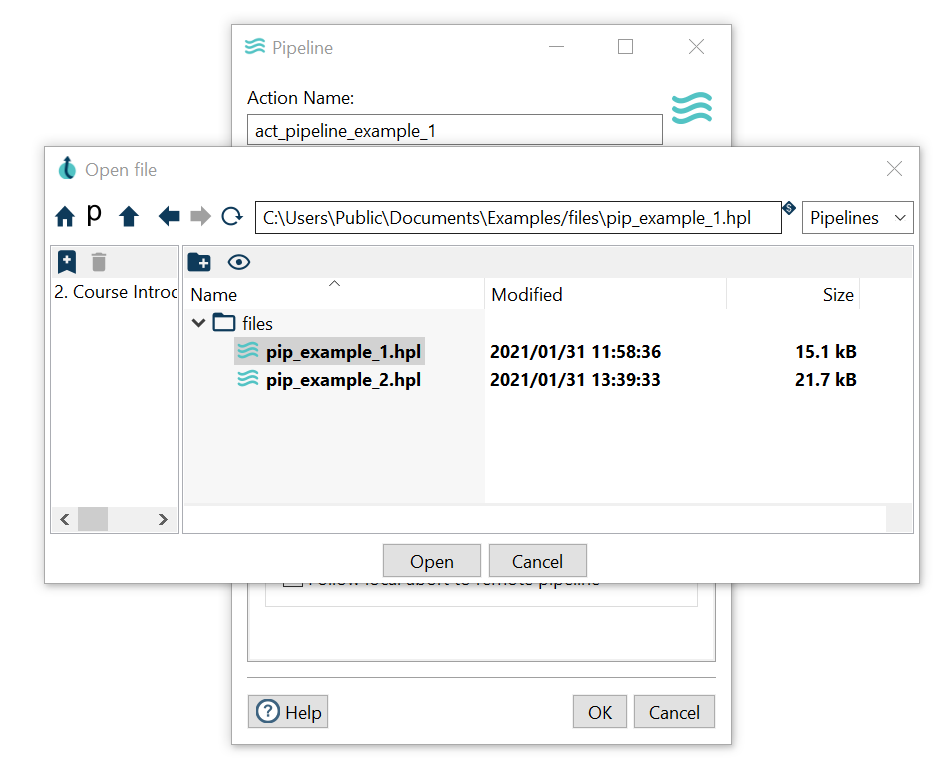 Pipeline
Action Name:
act_pipeline_example_1
Open file
p
C:\Users\Public\Documents\Examples/files\pip_example_1.hpl
Pipelines
2. Course Introd
Name Modified Size
files
pip_example_1.hpl 2021/01/31 11:58:36 15.1 kB
pip_example_2.hpl 2021/01/31 13:39:33 21.7 kB
Open Cancel
Follow local abort to remote pipeline
Help OK Cancel